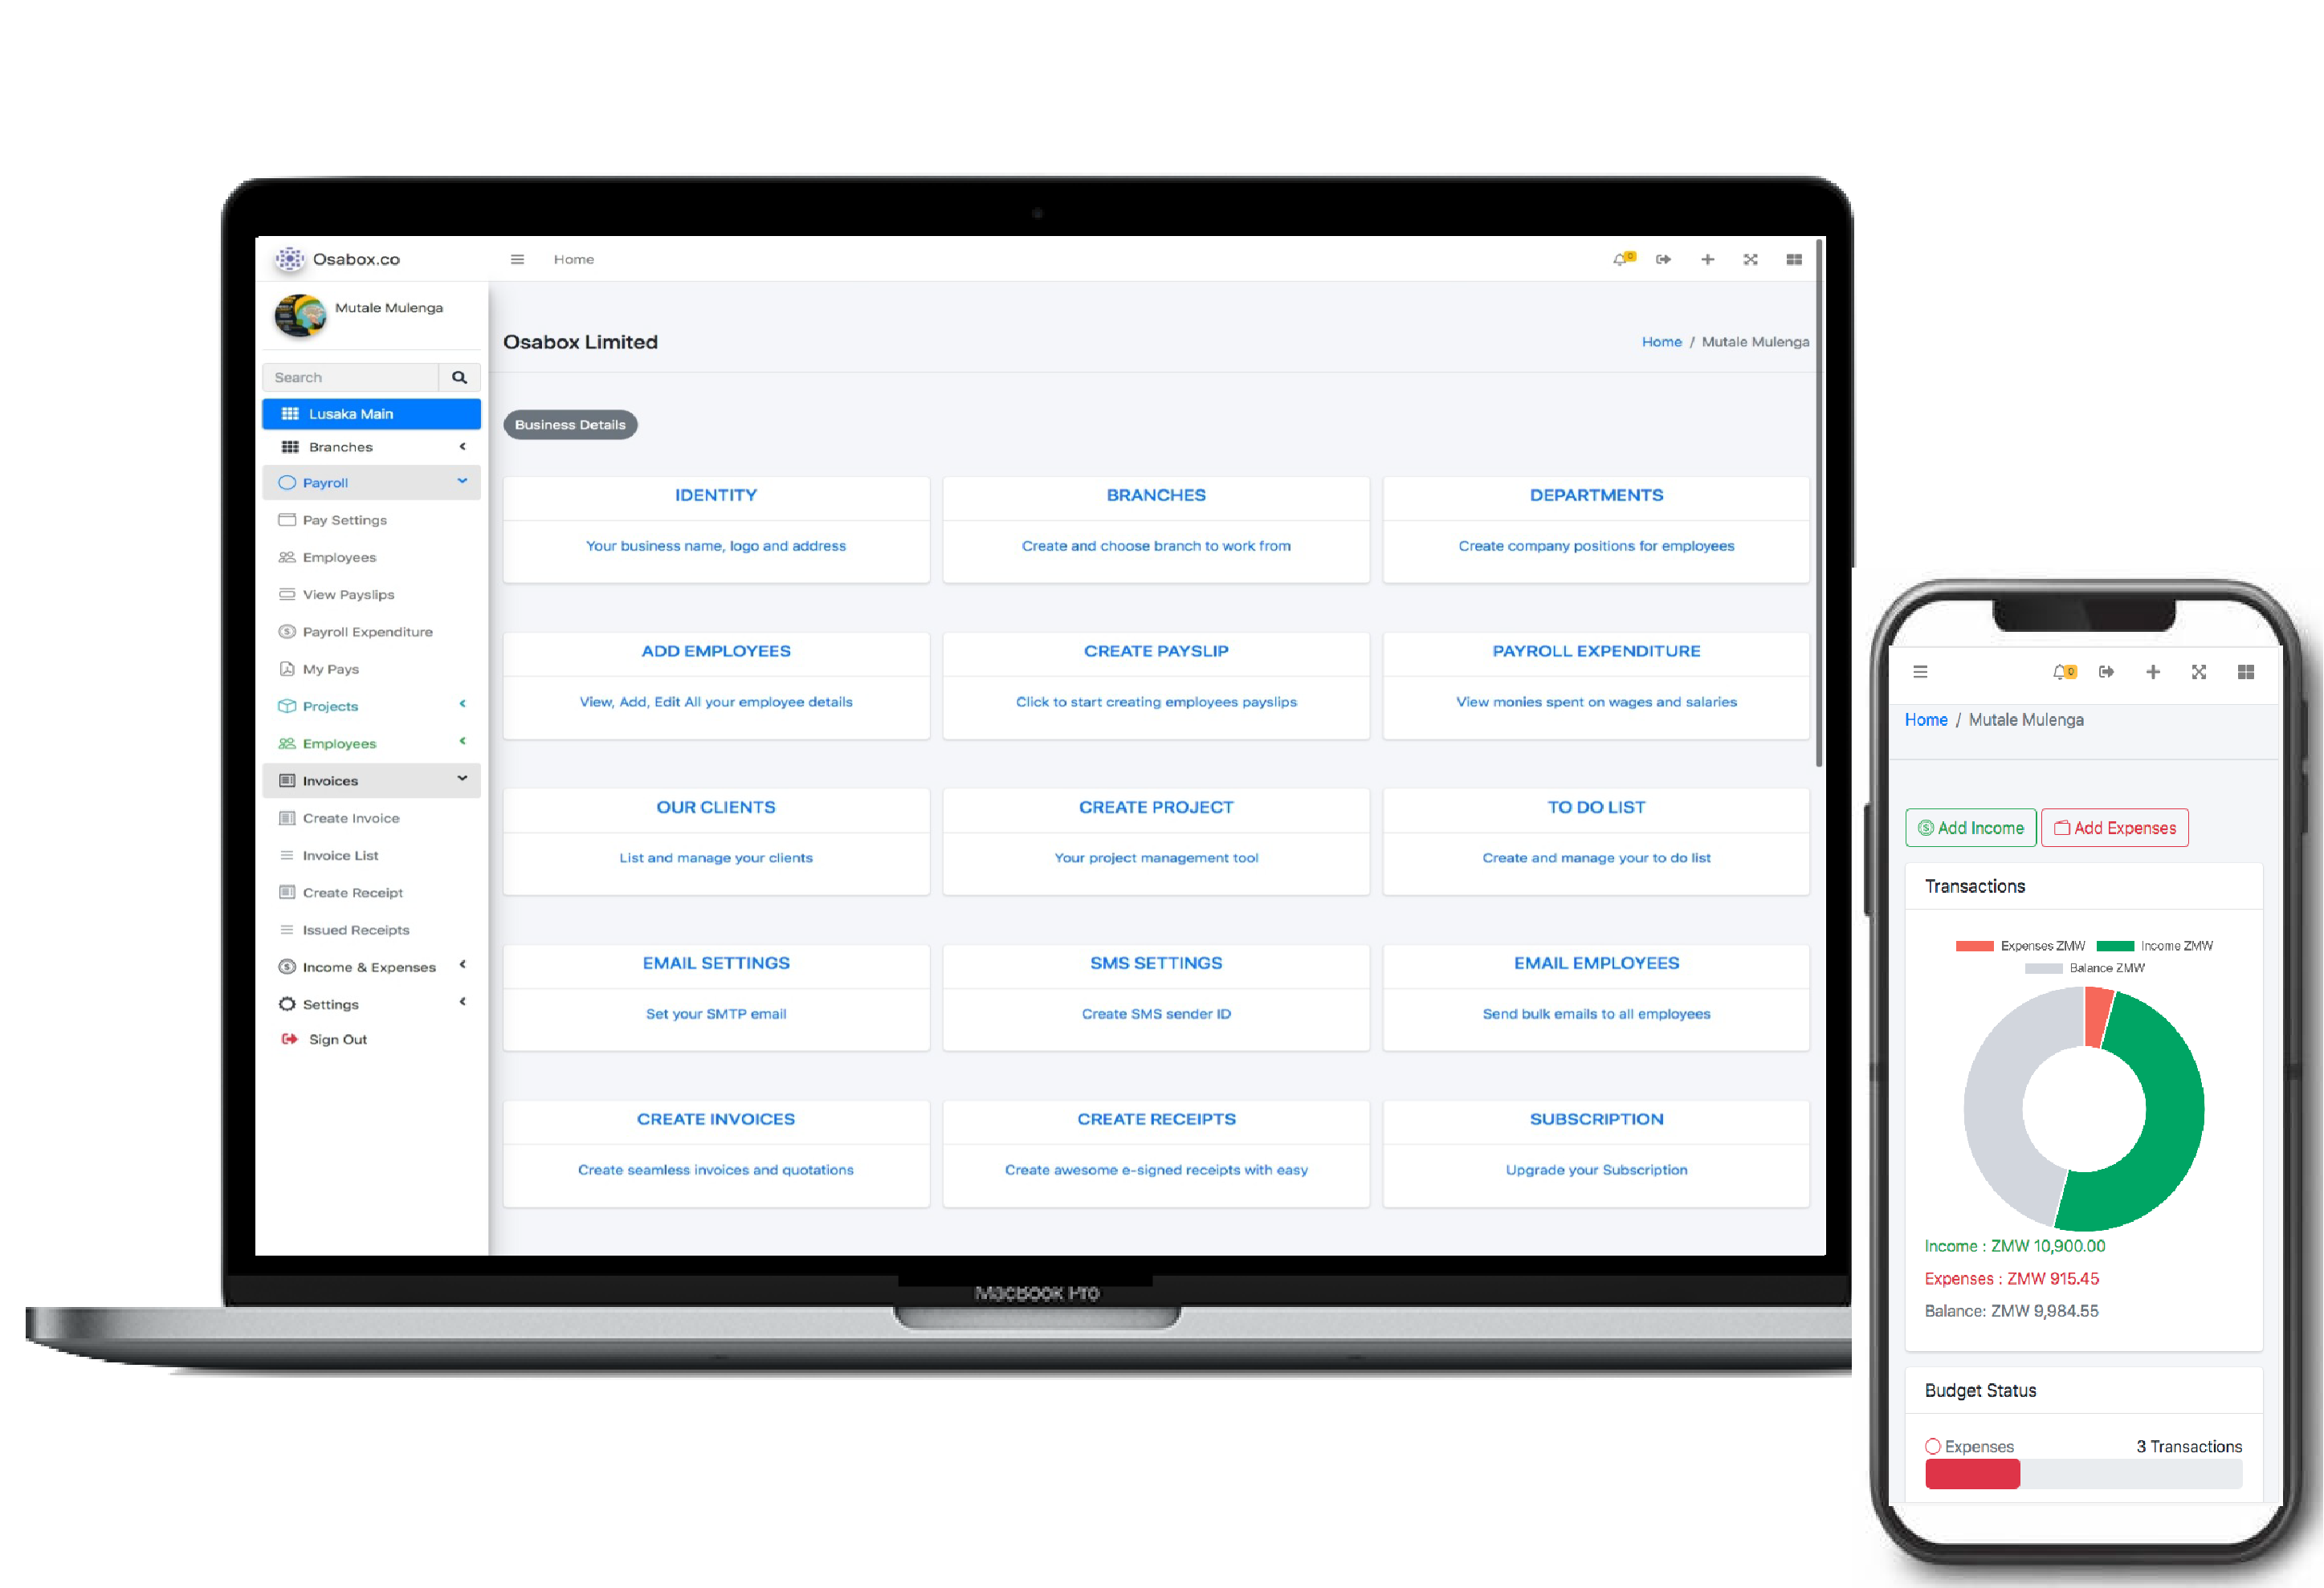 Osabox.co
Home
0
Mutale Mulenga
Osabox Limited
Home / Mutale Mulenga
Search
Lusaka Main
Branches
Payroll
Pay Settings
Employees
View Payslips
Payroll Expenditure
My Pays
Projects
Employees
Invoices
Create Invoice
Invoice List
Create Receipt
Issued Receipts
Income & Expenses
Settings
Sign Out
Business Details
IDENTITY
Your business name, logo and address
BRANCHES
Create and choose branch to work from
DEPARTMENTS
Create company positions for employees
ADD EMPLOYEES
View, Add, Edit All your employee details
CREATE PAYSLIP
Click to start creating employees payslips
PAYROLL EXPENDITURE
View monies spent on wages and salaries
OUR CLIENTS
List and manage your clients
CREATE PROJECT
Your project management tool
TO DO LIST
Create and manage your to do list
EMAIL SETTINGS
Set your SMTP email
SMS SETTINGS
Create SMS sender ID
EMAIL EMPLOYEES
Send bulk emails to all employees
CREATE INVOICES
Create seamless invoices and quotations
CREATE RECEIPTS
Create awesome e-signed receipts with easy
SUBSCRIPTION
Upgrade your Subscription
MacBook Pro
0
Home / Mutale Mulenga
Add Income
Add Expenses
Transactions
Expenses ZMW
Income ZMW
Balance ZMW
Income : ZMW 10,900.00
Expenses : ZMW 915.45
Balance: ZMW 9,984.55
Budget Status
Expenses
3 Transactions